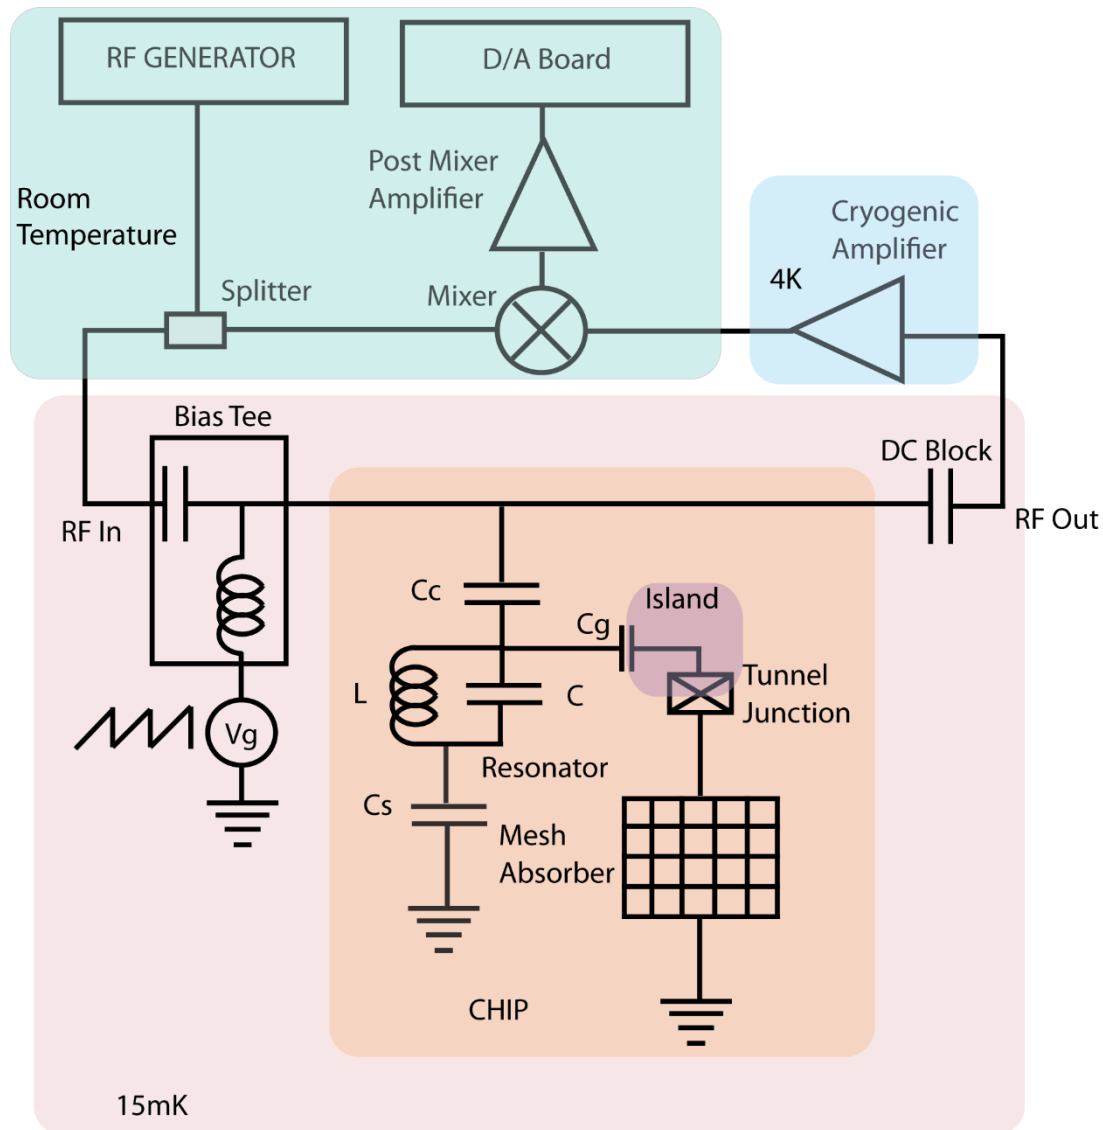 RF GENERATOR
D/A Board
Post Mixer
Amplifier
Room
Temperature
Splitter
Mixer
Cryogenic
Amplifier
4K
Bias Tee
DC Block
RF In
RF Out
Cc
Island
Cg
L
C
Tunnel
Junction
Vg
Resonator
Cs
Mesh
Absorber
CHIP
15mK